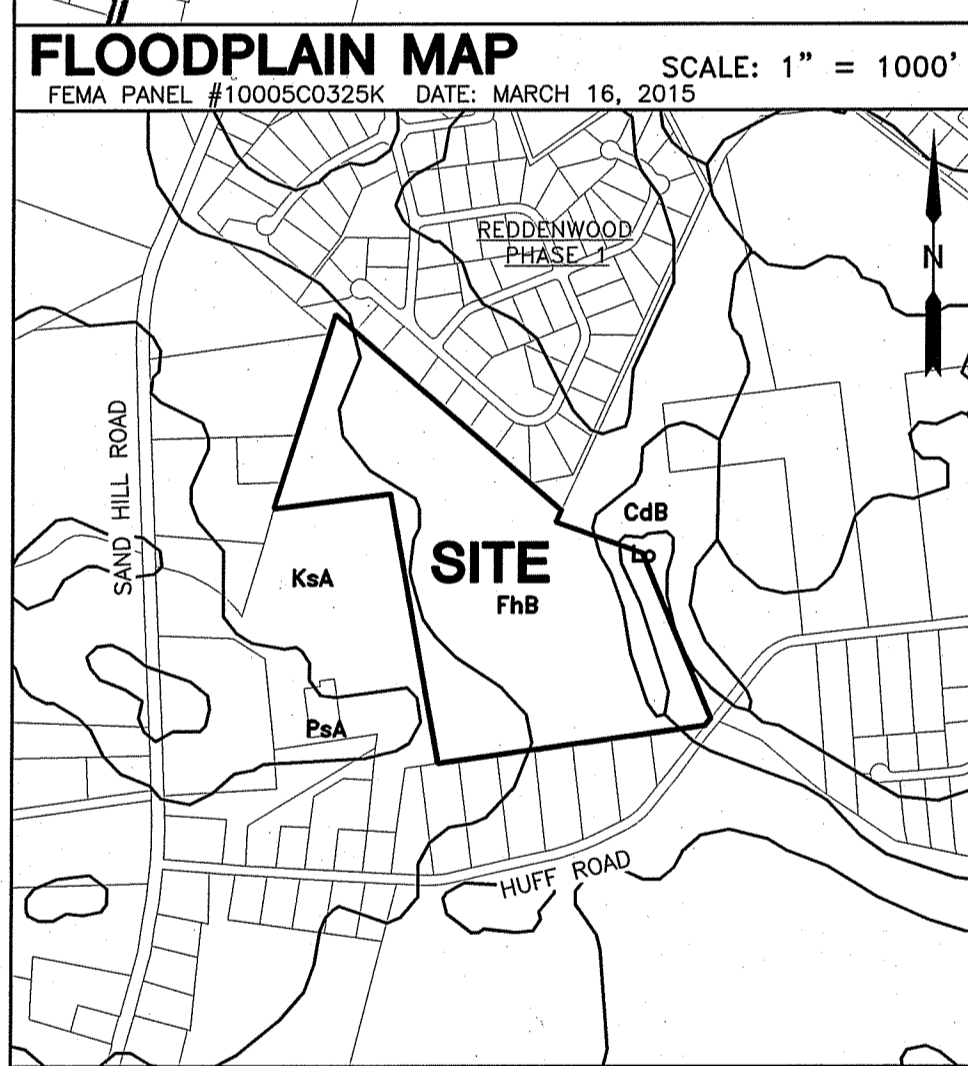 FLOODPLAIN MAP
SCALE: 1" = 1000'
FEMA PANEL #10005C0325K DATE: MARCH 16, 2015
REDDENWOOD
PHASE 1
N
SAND HILL ROAD
CdB
Lo
SITE
KsA
FhB
PsA
HUFF ROAD